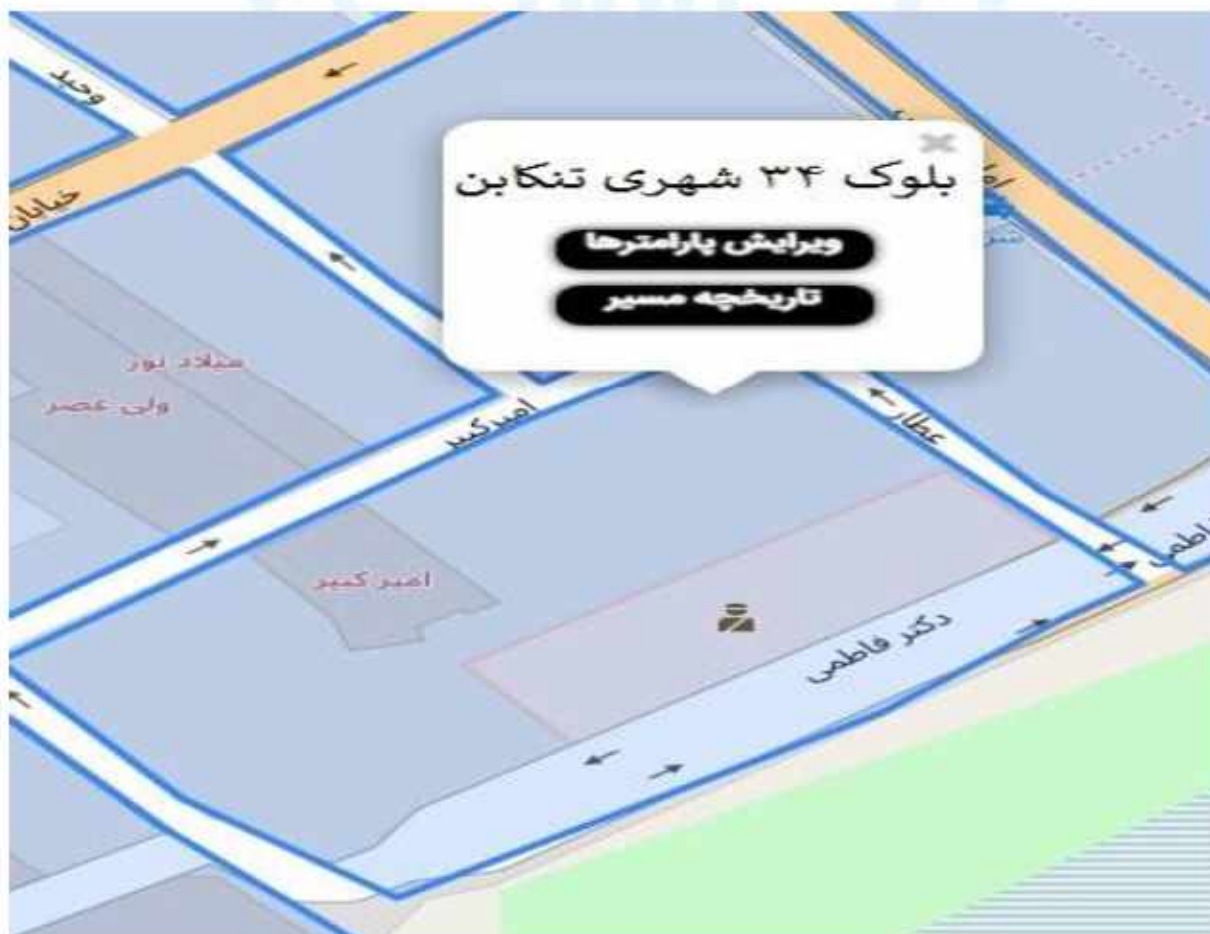 وحید
خیابان
بلوک ۳۴ شهری تنکابن
ویرایش پارامترها
تاریخچه مسیر
میلاد نور
ولی عصر
امیرکبیر
عطار
امیر کبیر
دکتر فاطمی